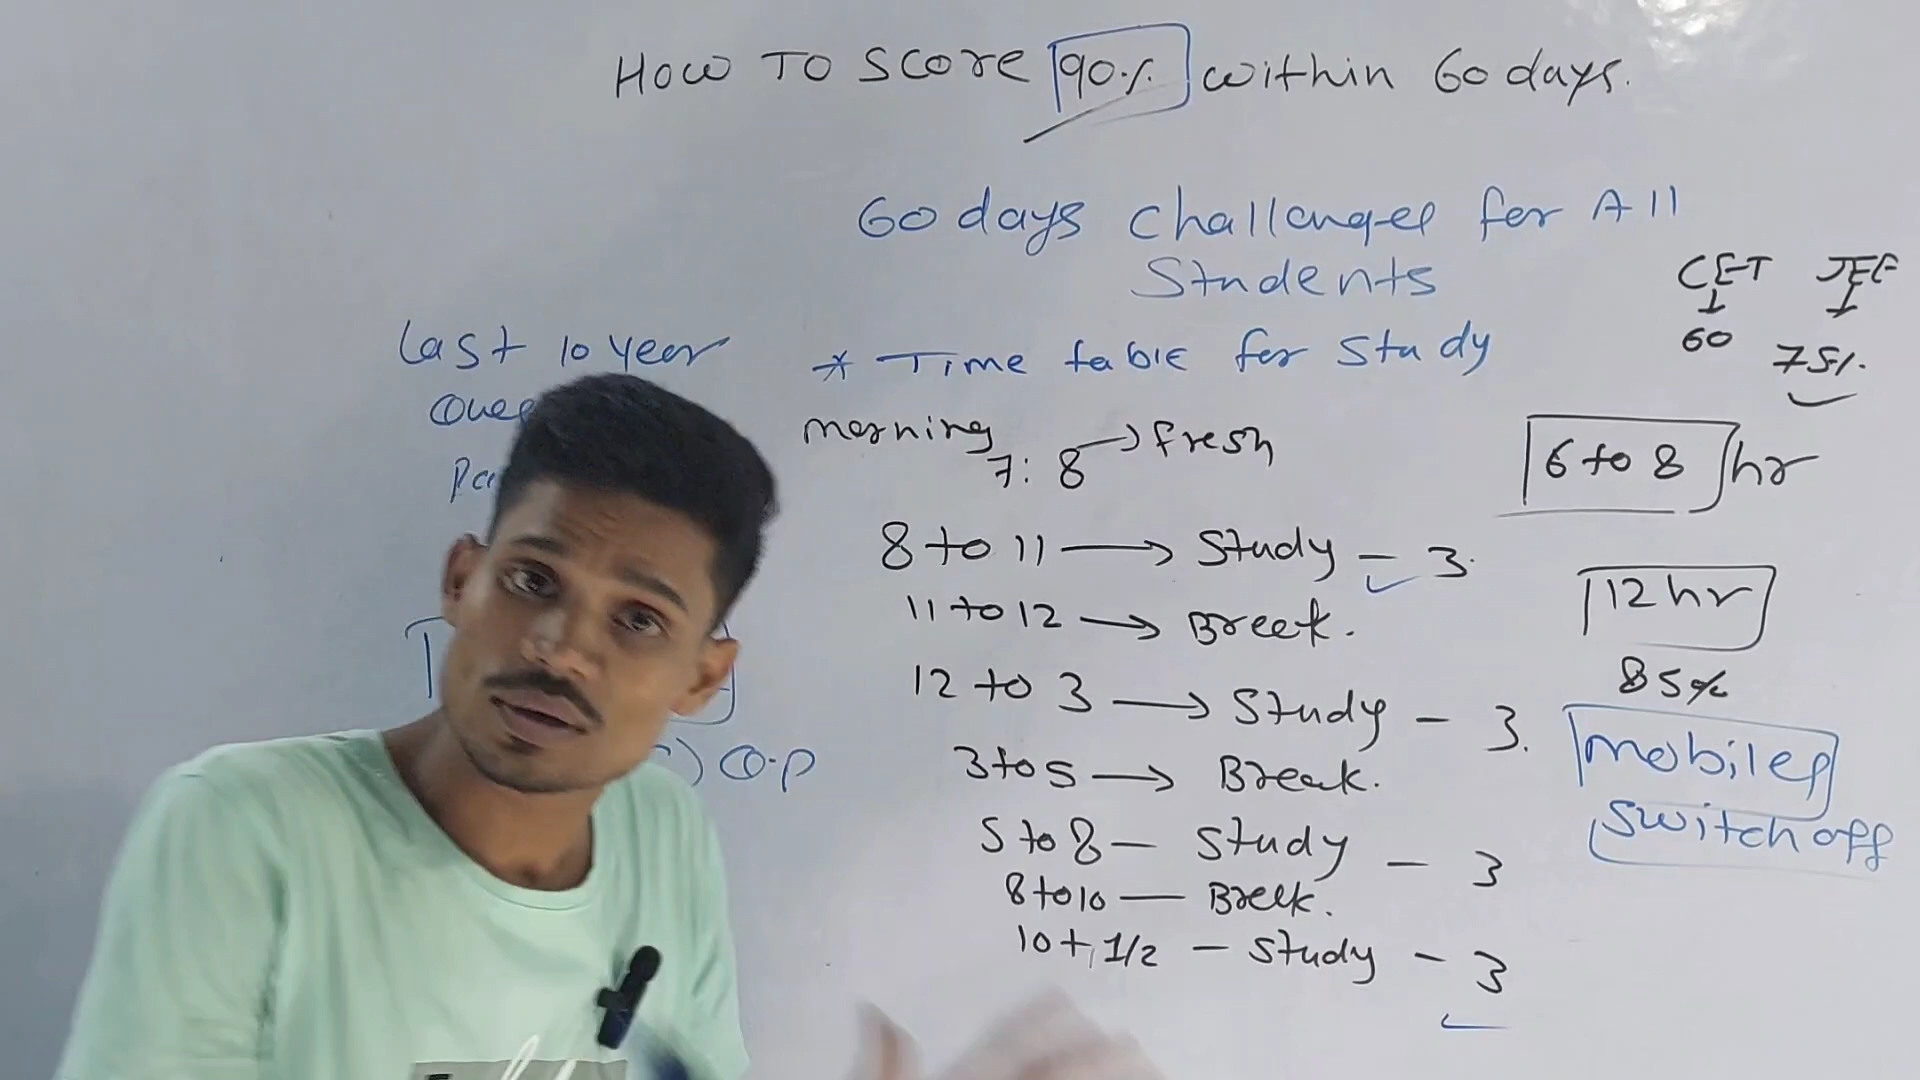 HOW TO SCORE 90% within 60 days.
60 days challenges for All
Students
CET JEE
60 75%
last 10 year
* Time table for study
morning
7: 8 → fresh
6 to 8 hr
8 to 11 → Study - 3.
11 to 12 → Break.
12 hr
85%
12 to 3 → Study - 3.
3 to 5 → Break.
mobiles
switch off
) Q.P
5 to 8 - Study - 3
8 to 10 - Break.
10 + 1/2 - Study - 3